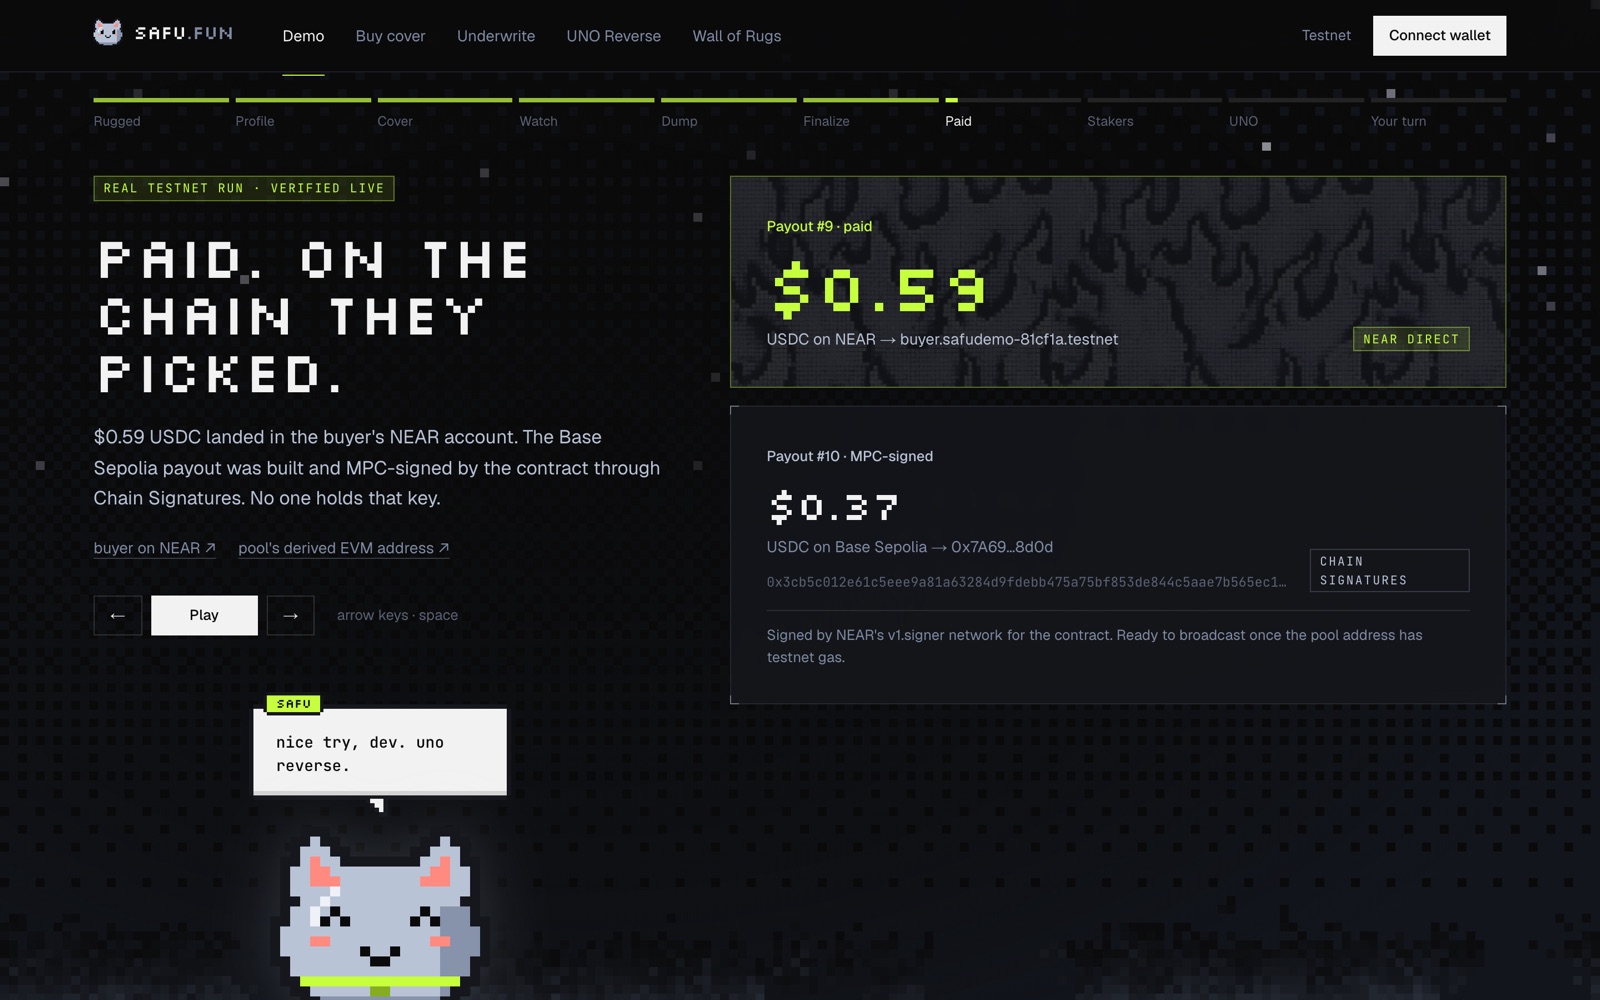 SAFU.FUN
Demo
Buy cover
Underwrite
UNO Reverse
Wall of Rugs
Testnet
Connect wallet
Rugged
Profile
Cover
Watch
Dump
Finalize
Paid
Stakers
UNO
Your turn
REAL TESTNET RUN · VERIFIED LIVE
PAID. ON THE
CHAIN THEY
PICKED.
$0.59 USDC landed in the buyer's NEAR account. The Base
Sepolia payout was built and MPC-signed by the contract through
Chain Signatures. No one holds that key.
buyer on NEAR ↗
pool's derived EVM address ↗
←
Play
→
arrow keys · space
SAFU
nice try, dev. uno
reverse.
Payout #9 · paid
$0.59
USDC on NEAR → buyer.safudemo-81cf1a.testnet
NEAR DIRECT
Payout #10 · MPC-signed
$0.37
USDC on Base Sepolia → 0x7A69…8d0d
0x3cb5c012e61c5eee9a81a63284d9fdebb475a75bf853de844c5aae7b565ec1…
CHAIN
SIGNATURES
Signed by NEAR's v1.signer network for the contract. Ready to broadcast once the pool address has
testnet gas.